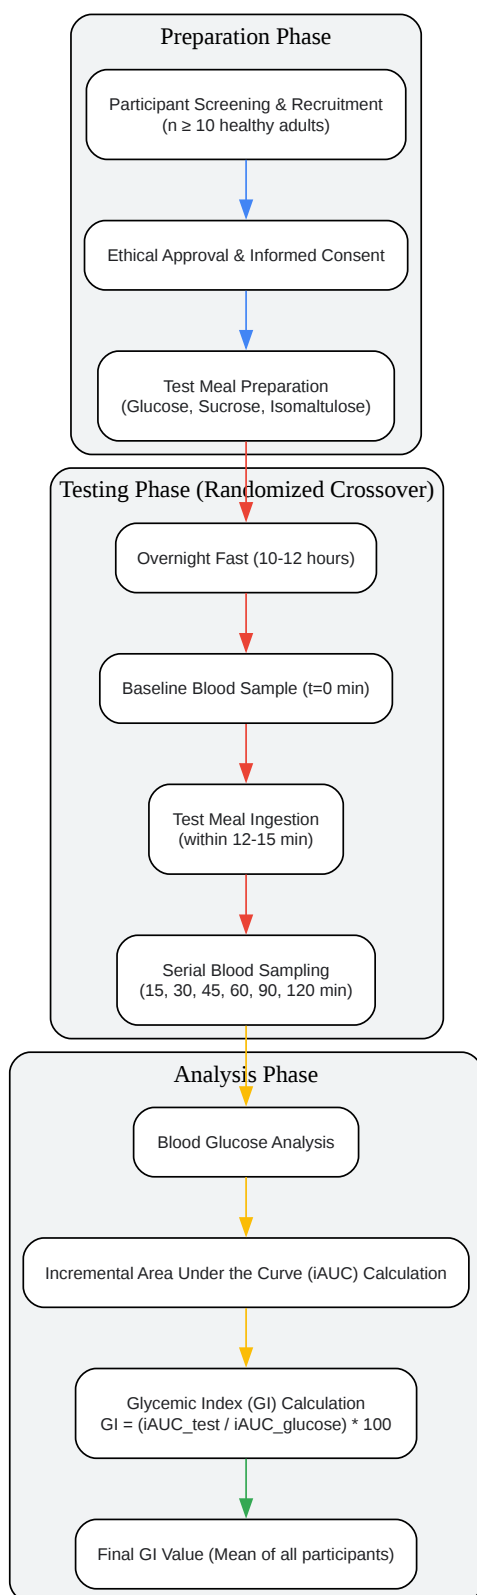 Preparation Phase
Participant Screening & Recruitment
(n ≥ 10 healthy adults)
Ethical Approval & Informed Consent
Test Meal Preparation
(Glucose, Sucrose, Isomaltulose)
Testing Phase (Randomized Crossover)
Overnight Fast (10-12 hours)
Baseline Blood Sample (t=0 min)
Test Meal Ingestion
(within 12-15 min)
Serial Blood Sampling
(15, 30, 45, 60, 90, 120 min)
Analysis Phase
Blood Glucose Analysis
Incremental Area Under the Curve (iAUC) Calculation
Glycemic Index (GI) Calculation
GI = (iAUC_test / iAUC_glucose) * 100
Final GI Value (Mean of all participants)